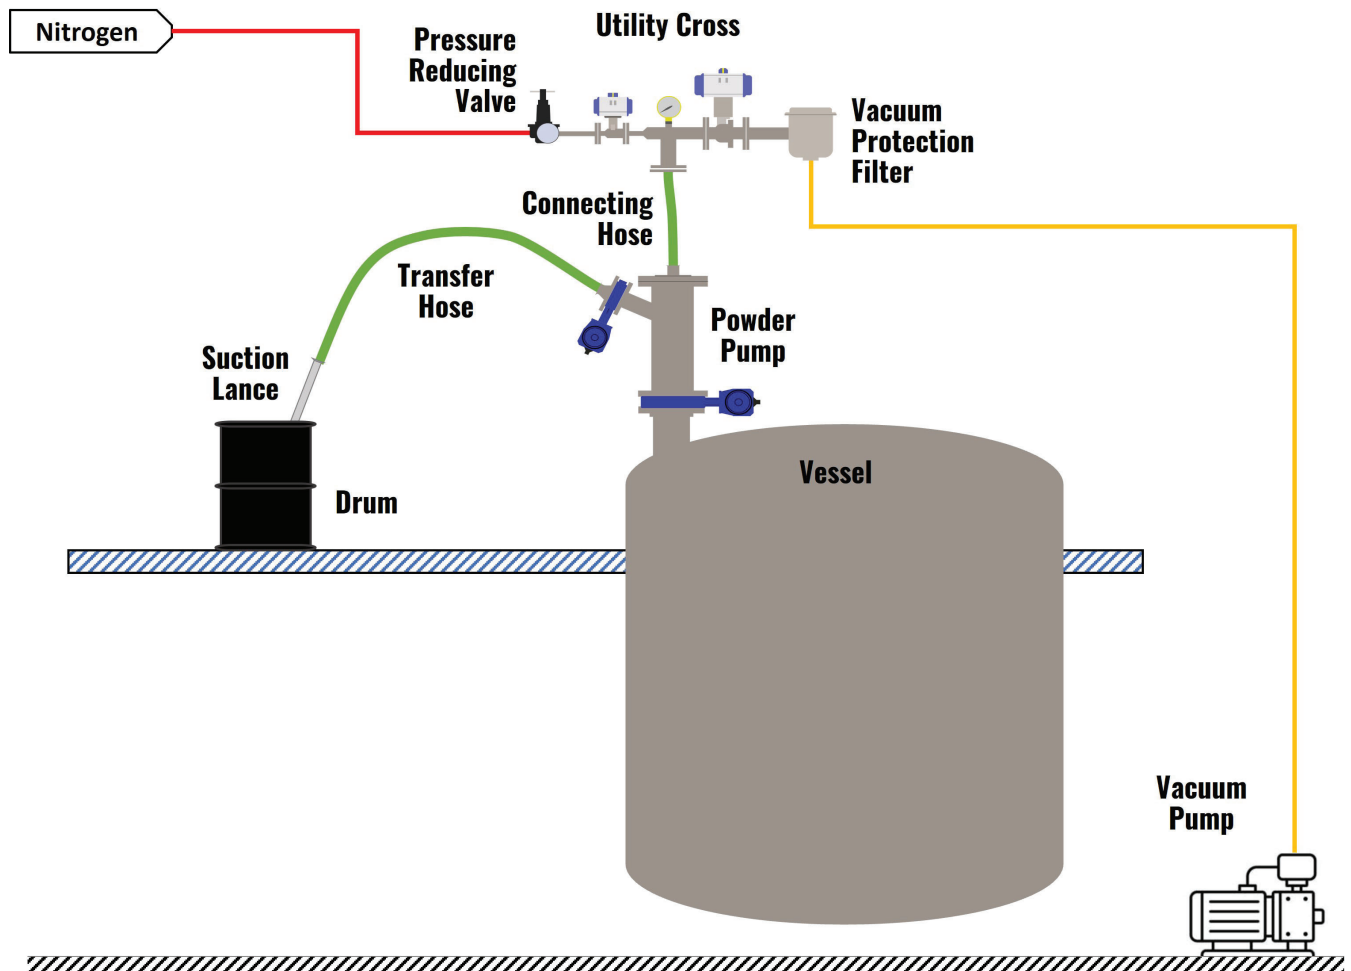 Nitrogen
Utility Cross
Pressure
Reducing
Valve
Vacuum
Protection
Filter
Connecting
Hose
Transfer
Hose
Powder
Pump
Suction
Lance
Vessel
Drum
Vacuum
Pump